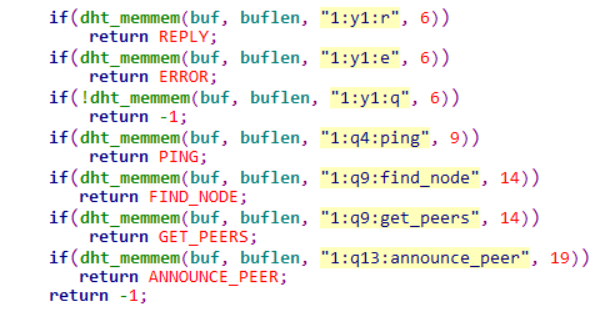 if(dht_memmem(buf, buflen, "1:y1:r", 6))
return REPLY;
if(dht_memmem(buf, buflen, "1:y1:e", 6))
return ERROR;
if(!dht_memmem(buf, buflen, "1:y1:q", 6))
return -1;
if(dht_memmem(buf, buflen, "1:q4:ping", 9))
return PING;
if(dht_memmem(buf, buflen, "1:q9:find_node", 14))
return FIND_NODE;
if(dht_memmem(buf, buflen, "1:q9:get_peers", 14))
return GET_PEERS;
if(dht_memmem(buf, buflen, "1:q13:announce_peer", 19))
return ANNOUNCE_PEER;
return -1;